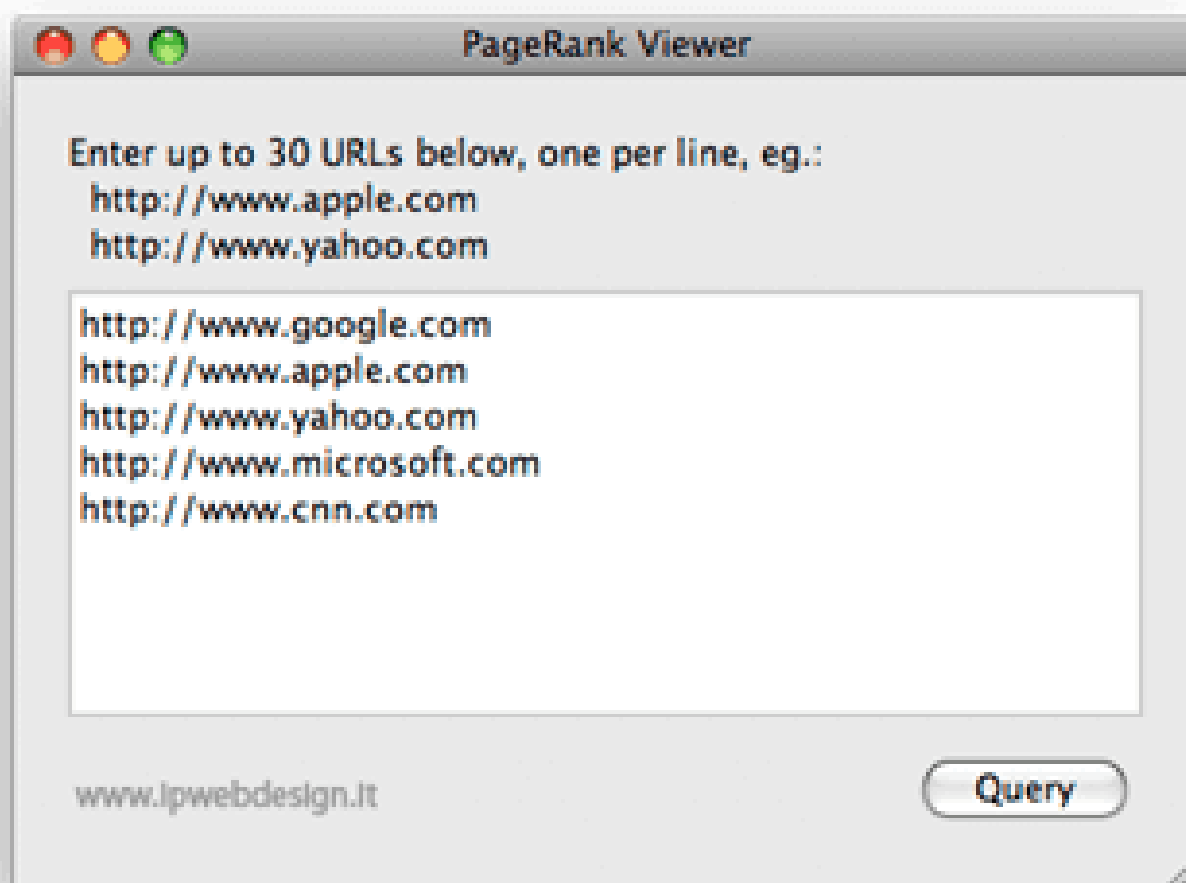 PageRank Viewer
Enter up to 30 URLs below, one per line, eg.:
http://www.apple.com
http://www.yahoo.com
http://www.google.com
http://www.apple.com
http://www.yahoo.com
http://www.microsoft.com
http://www.cnn.com
www.ipwebdesign.it
Query